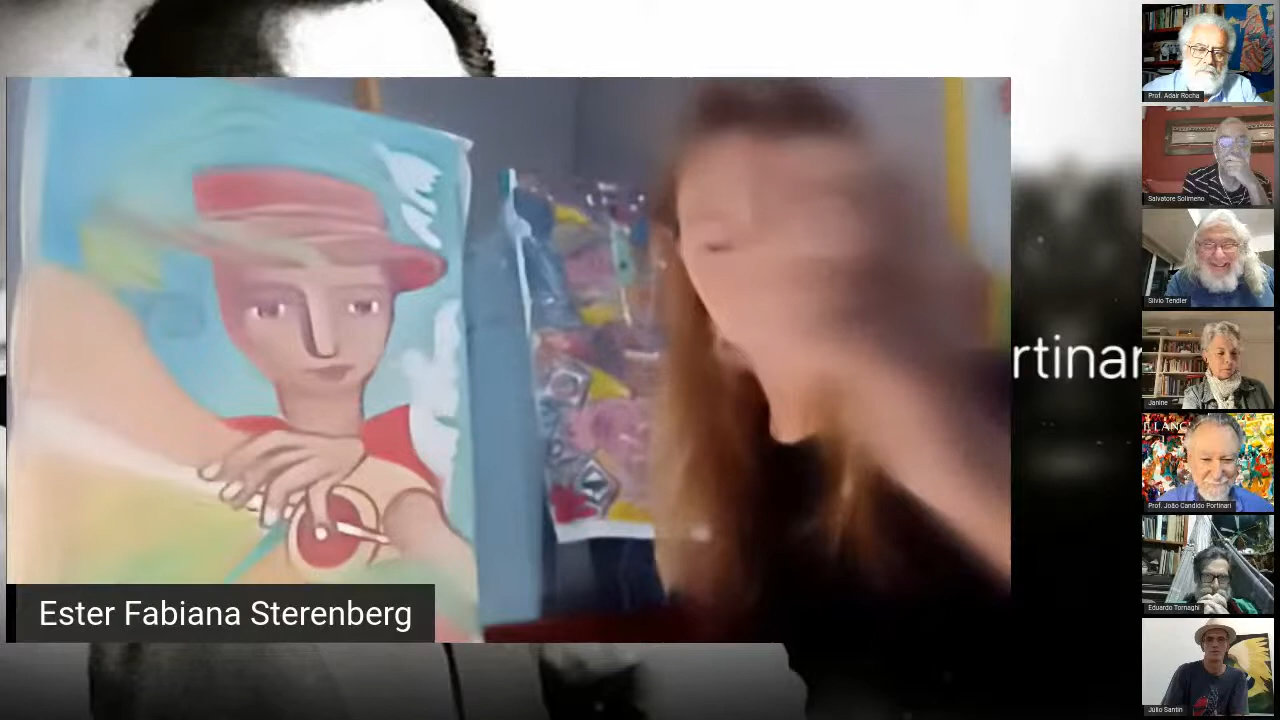 Ester Fabiana Sterenberg
rtinar
Prof. Adair Rocha
Salvatore Solimeno
Silvio Tendler
Janine
BLANC
Prof. João Candido Portinari
Eduardo Tornaghi
Julio Santin